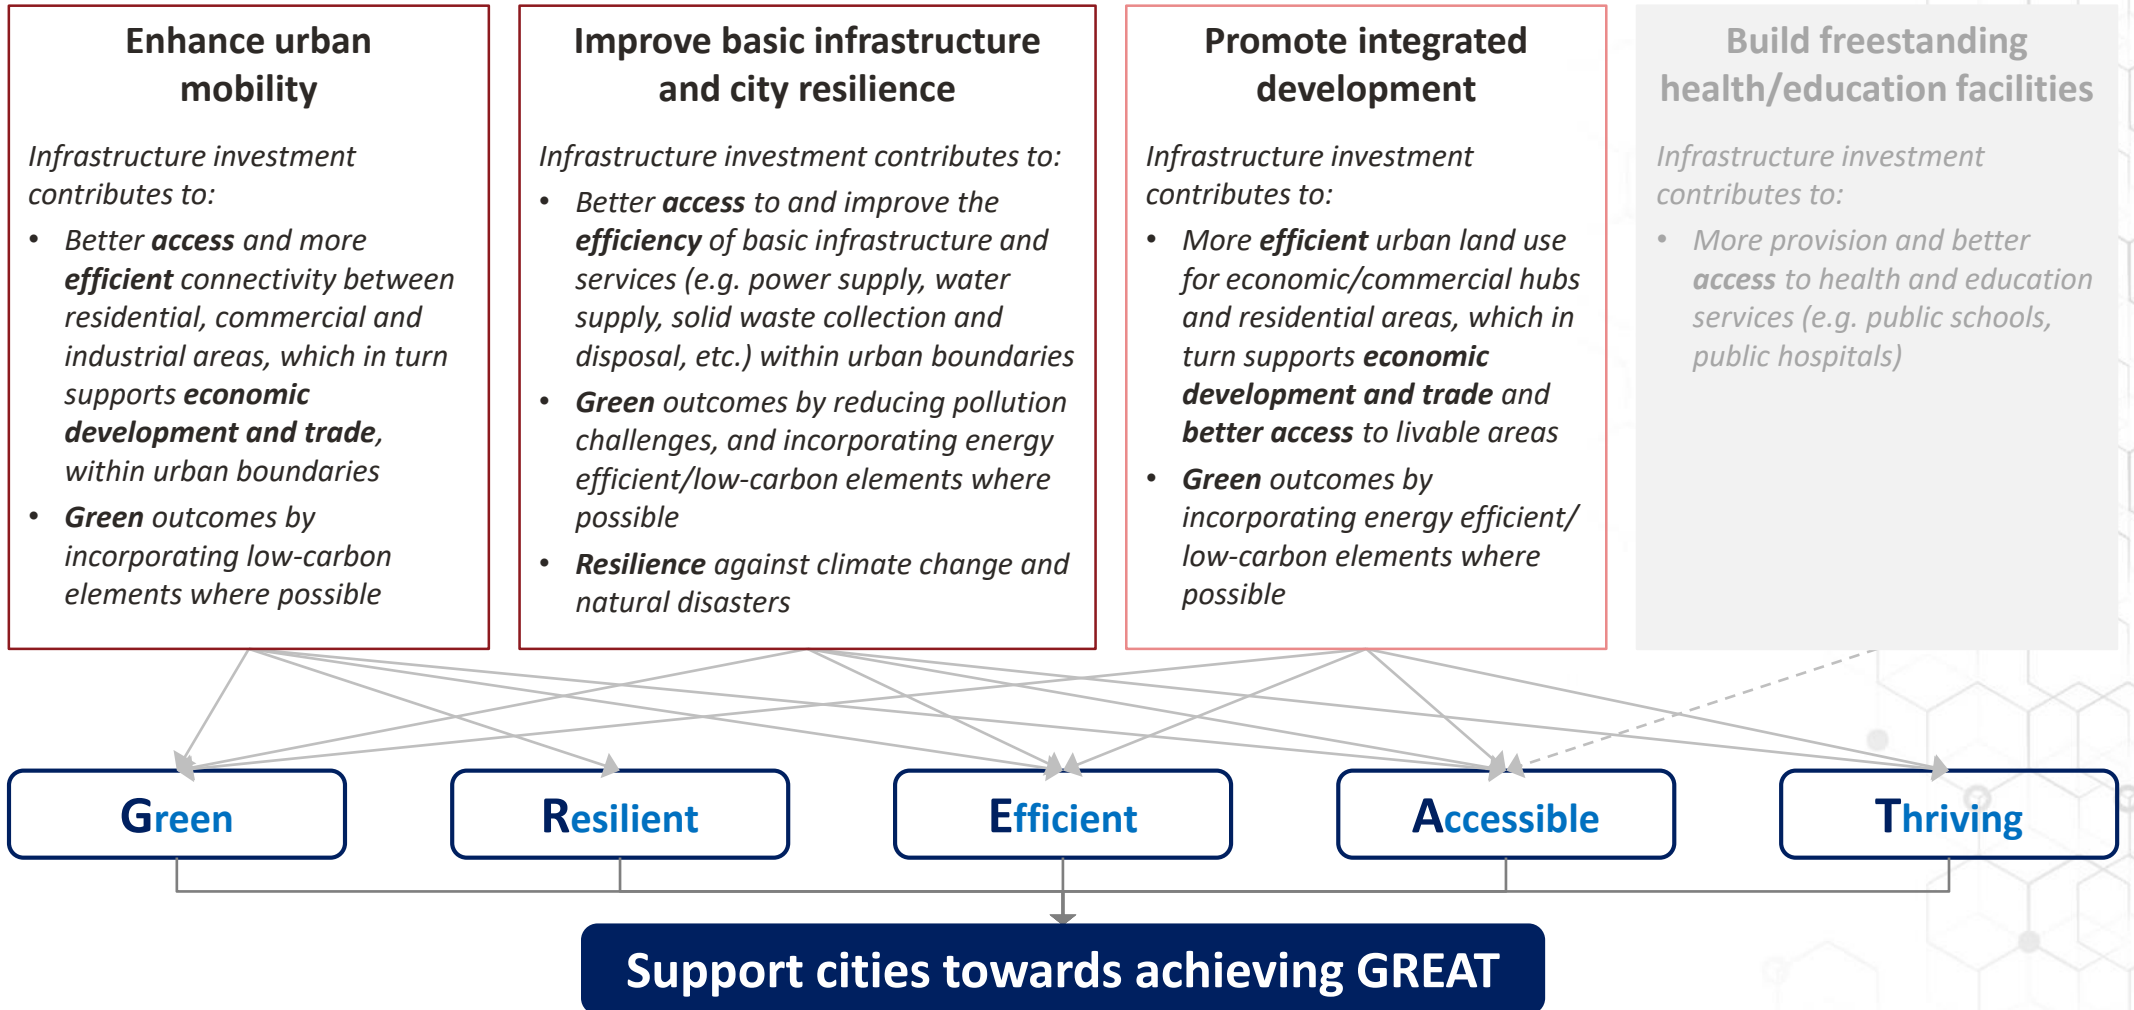 Enhance urban
mobility
Infrastructure investment
contributes to:
• Better access and more
efficient connectivity between
residential, commercial and
industrial areas, which in turn
supports economic
development and trade,
within urban boundaries
• Green outcomes by
incorporating low-carbon
elements where possible
Improve basic infrastructure
and city resilience
Infrastructure investment contributes to:
• Better access to and improve the
efficiency of basic infrastructure and
services (e.g. power supply, water
supply, solid waste collection and
disposal, etc.) within urban boundaries
• Green outcomes by reducing pollution
challenges, and incorporating energy
efficient/low-carbon elements where
possible
• Resilience against climate change and
natural disasters
Promote integrated
development
Infrastructure investment
contributes to:
• More efficient urban land use
for economic/commercial hubs
and residential areas, which in
turn supports economic
development and trade and
better access to livable areas
• Green outcomes by
incorporating energy efficient/
low-carbon elements where
possible
Build freestanding
health/education facilities
Infrastructure investment
contributes to:
• More provision and better
access to health and education
services (e.g. public schools,
public hospitals)
Green
Resilient
Efficient
Accessible
Thriving
Support cities towards achieving GREAT